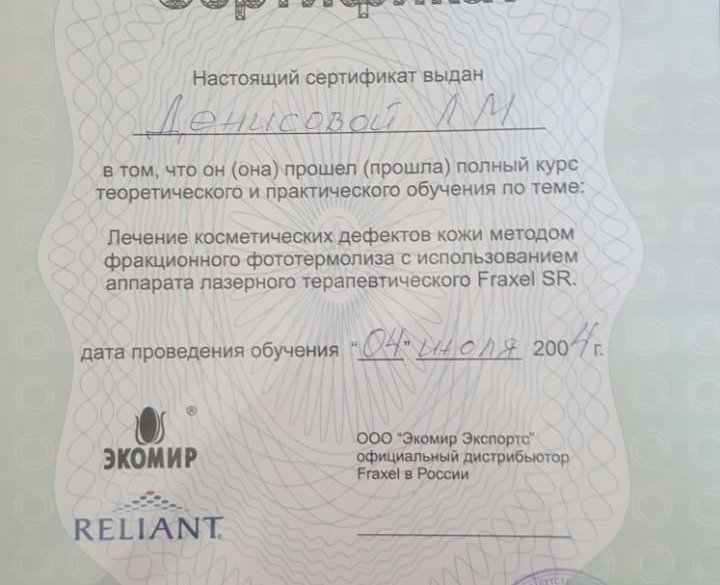 Сертификат
Настоящий сертификат выдан
Денисовой Л М
в том, что он (она) прошел (прошла) полный курс
теоретического и практического обучения по теме:
Лечение косметических дефектов кожи методом
фракционного фототермолиза с использованием
аппарата лазерного терапевтического Fraxel SR.
дата проведения обучения "04" июля 2004 г.
®
ЭКОМИР
ООО "Экомир Экспортс"
официальный дистрибьютор
Fraxel в России
RELIANT